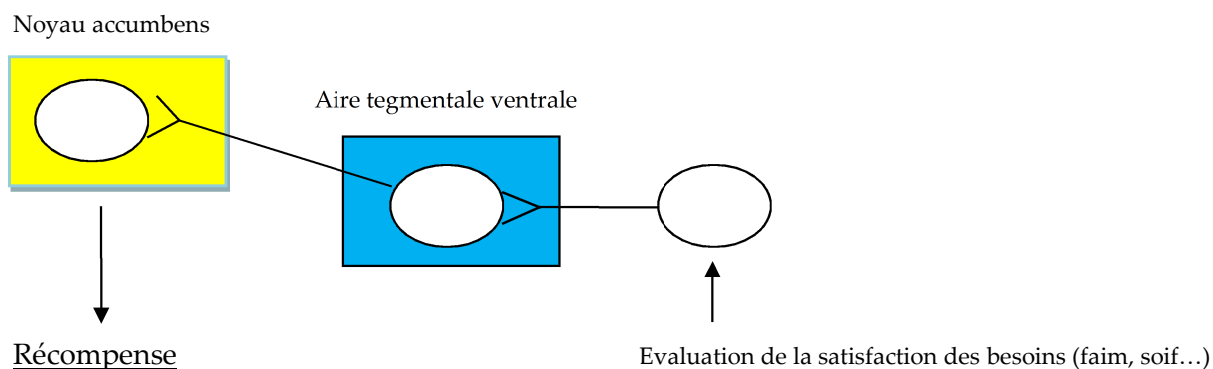 Noyau accumbens
Aire tegmentale ventrale
Récompense
Evaluation de la satisfaction des besoins (faim, soif…)